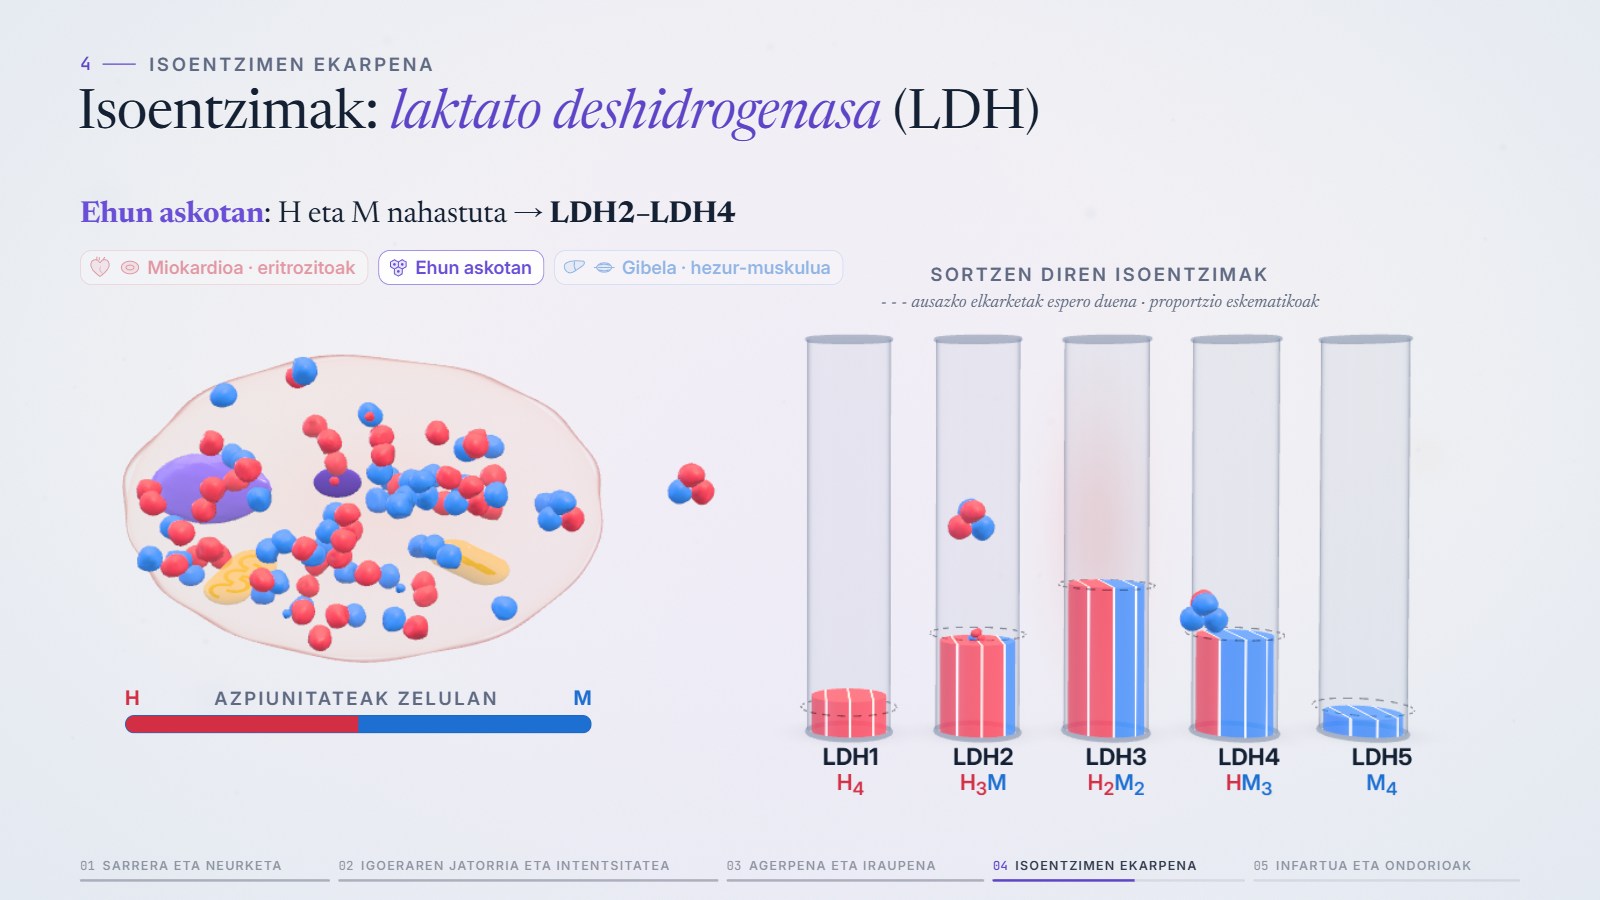 4 — ISOENTZIMEN EKARPENA
Isoentzimak: laktato deshidrogenasa (LDH)
Ehun askotan: H eta M nahastuta → LDH2–LDH4
Miokardioa · eritrozitoak
Ehun askotan
Gibela · hezur-muskulua
SORTZEN DIREN ISOENTZIMAK
- - - ausazko elkarketak espero duena · proportzio eskematikoak
H AZPIUNITATEAK ZELULAN M
LDH1 LDH2 LDH3 LDH4 LDH5
H4 H3M H2M2 HM3 M4
01 SARRERA ETA NEURKETA
02 IGOERAREN JATORRIA ETA INTENTSITATEA
03 AGERPENA ETA IRAUPENA
04 ISOENTZIMEN EKARPENA
05 INFARTUA ETA ONDORIOAK